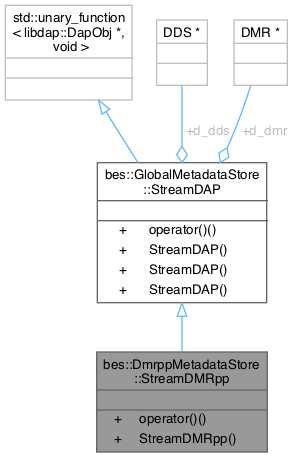 std::unary_function
< libdap::DapObj *,
void >
DDS *
DMR *
+d_dds
+d_dmr
bes::GlobalMetadataStore
::StreamDAP
+ operator()()
+ StreamDAP()
+ StreamDAP()
+ StreamDAP()
bes::DmrppMetadataStore
::StreamDMRpp
+ operator()()
+ StreamDMRpp()